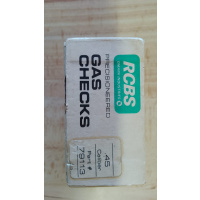 RCBS
PRECISIONEERED
GAS
CHECKS
45
Caliber
Part #
79113